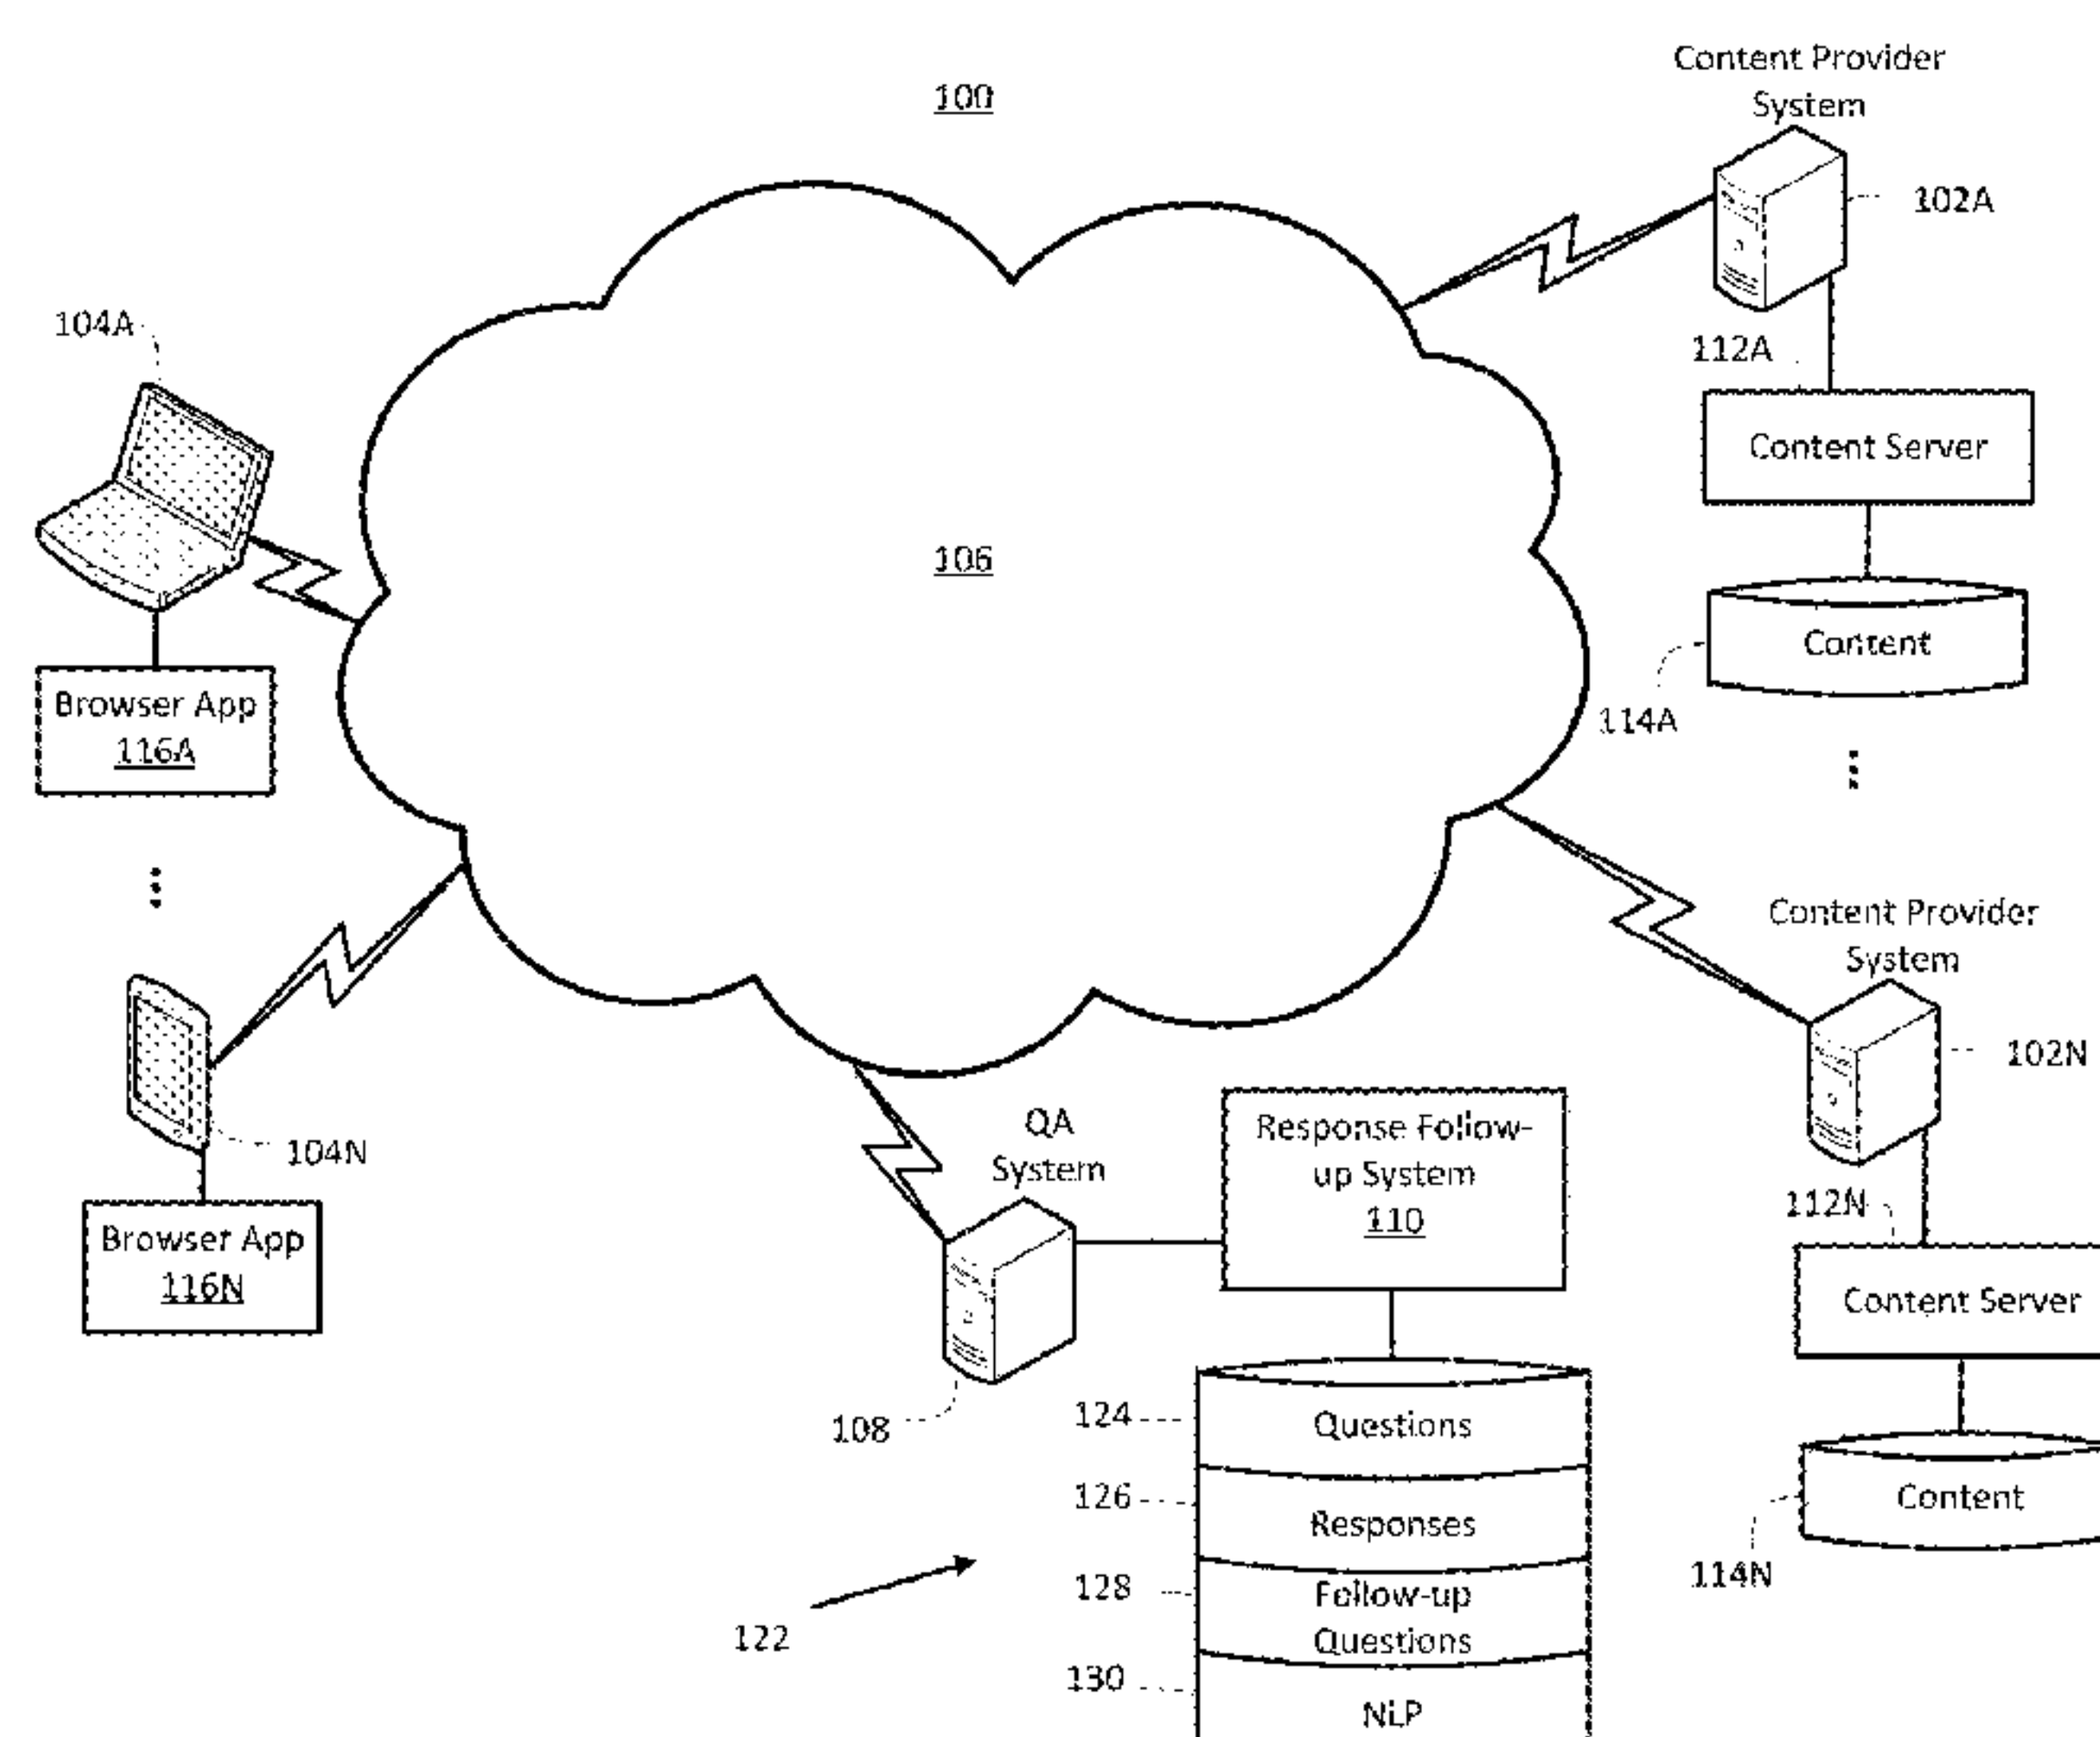 100
Content Provider
System
102A
104A
112A
Content Server
106
Content
114A
Browser App
116A
Content Provider
System
102N
104N
Browser App
116N
QA
System
Response Follow-
up System
110
112N
Content Server
108
124
Questions
126
Responses
Content
114N
128
Follow-up
Questions
122
130
NLP